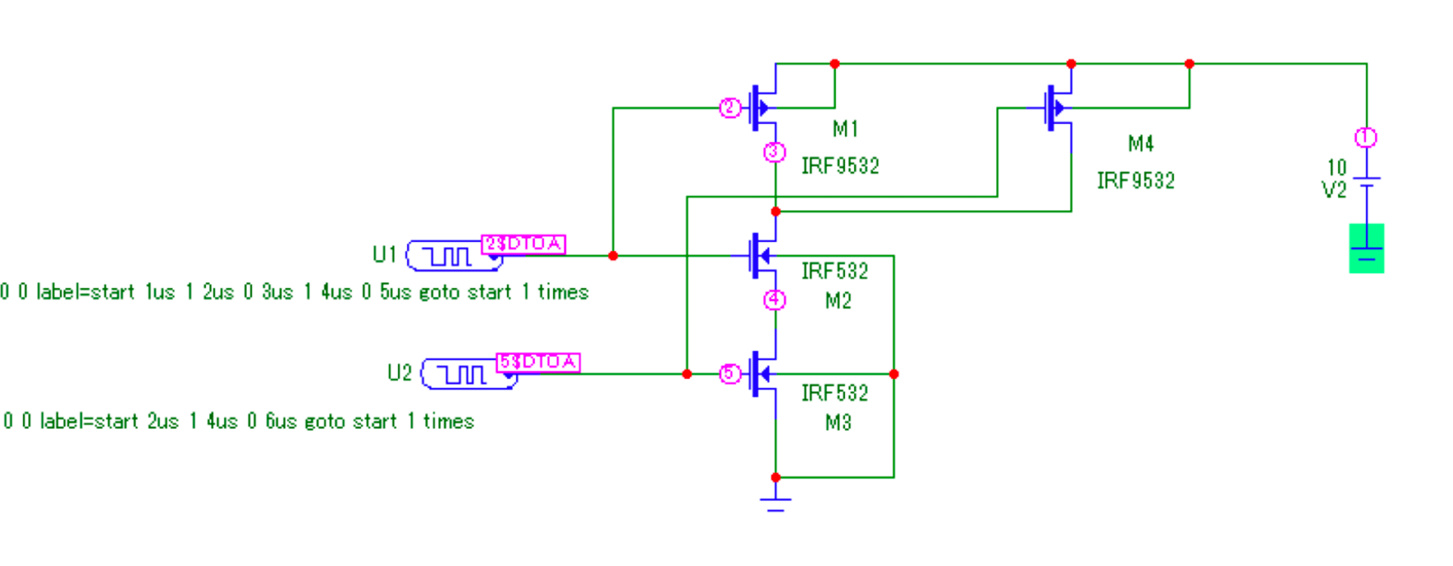 2
M1
3
IRF9532
M4
IRF9532
1
10
V2
U1
2$DTOA
0 0 label=start 1us 1 2us 0 3us 1 4us 0 5us goto start 1 times
IRF532
4
M2
U2
5$DTOA
5
IRF532
M3
0 0 label=start 2us 1 4us 0 6us goto start 1 times